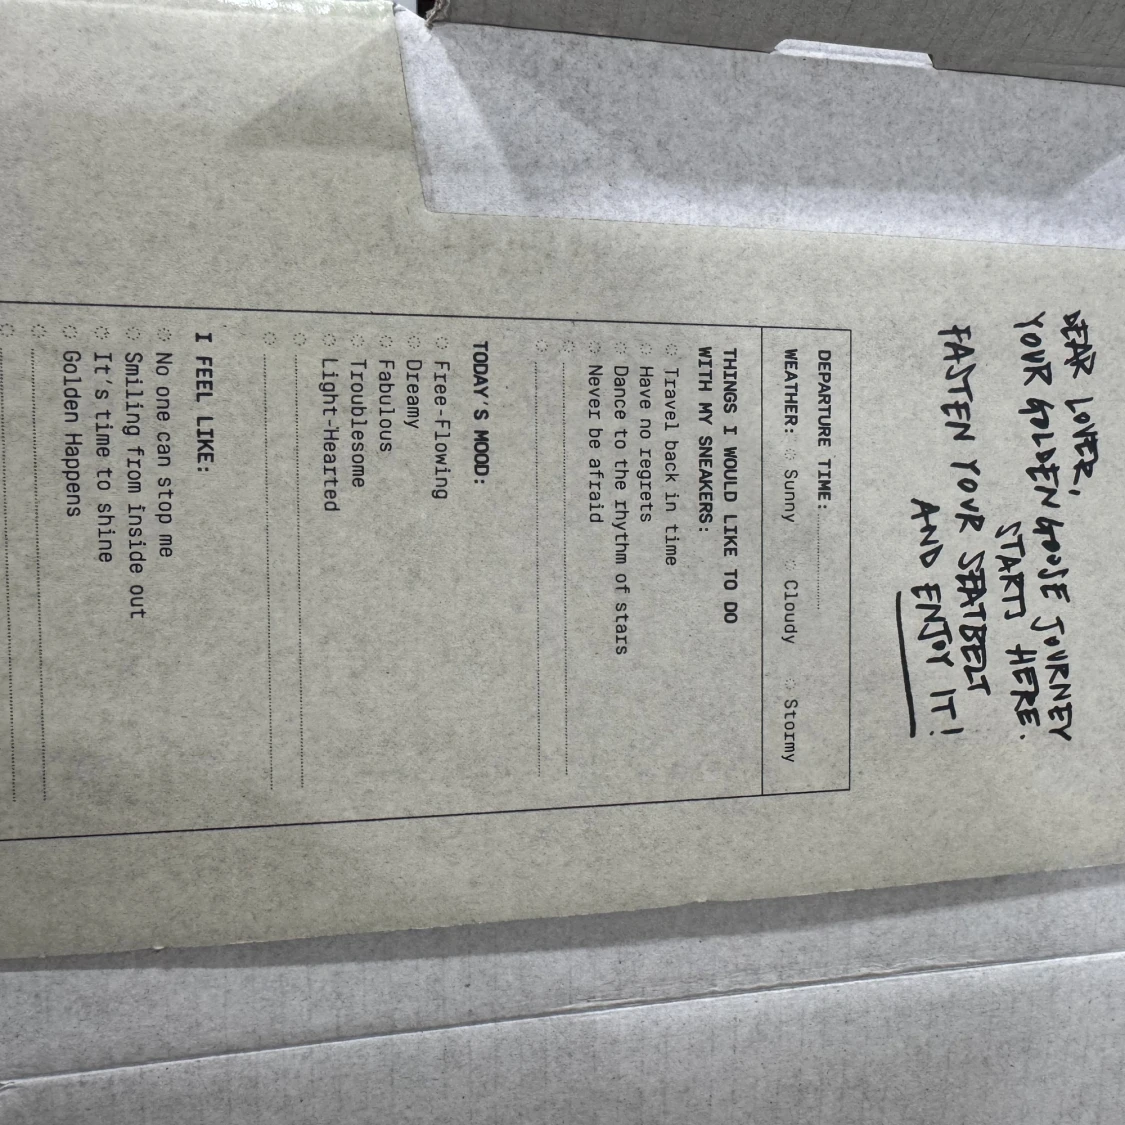 DEAR LOVER,
YOUR GOLDEN GOOSE JOURNEY
STARTS HERE.
FASTEN YOUR SEATBELT
AND ENJOY IT!
DEPARTURE TIME:
WEATHER: Sunny Cloudy Stormy
THINGS I WOULD LIKE TO DO
WITH MY SNEAKERS:
Travel back in time
Have no regrets
Dance to the rhythm of stars
Never be afraid
TODAY'S MOOD:
Free-Flowing
Dreamy
Fabulous
Troublesome
Light-Hearted
I FEEL LIKE:
No one can stop me
Smiling from inside out
It's time to shine
Golden Happens